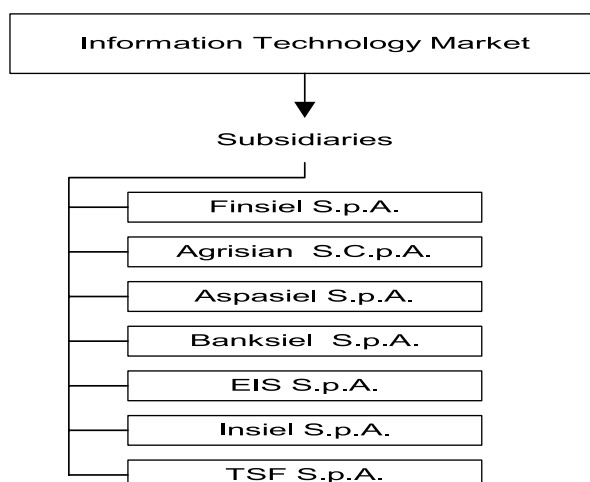 Information Technology Market
Subsidiaries
Finsiel S.p.A.
Agrisian S.C.p.A.
Aspasiel S.p.A.
Banksiel S.p.A.
EIS S.p.A.
Insiel S.p.A.
TSF S.p.A.